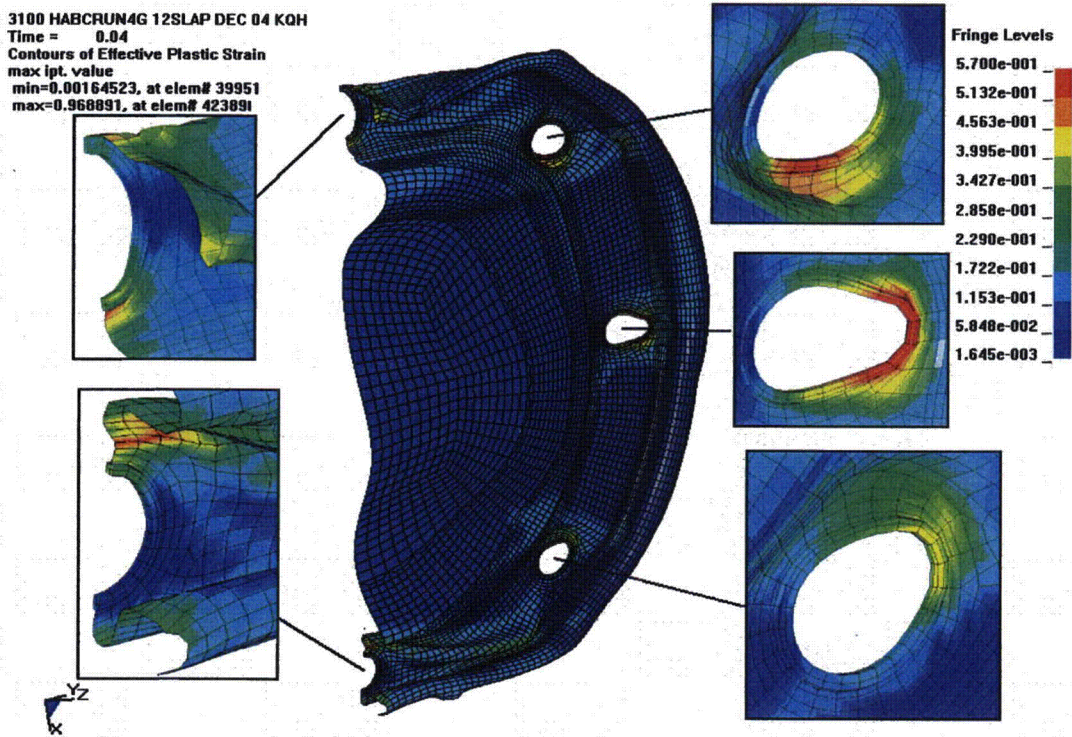 3100 HABCRUN4G 12SLAP DEC 04 KQH
Time = 0.04
Contours of Effective Plastic Strain
max ipt. value
min=0.00164523, at elem# 39951
max=0.968891, at elem# 42389
Fringe Levels
5.700e-001
5.132e-001
4.563e-001
3.995e-001
3.427e-001
2.858e-001
2.290e-001
1.722e-001
1.153e-001
5.848e-002
1.645e-003
Y
Z
X